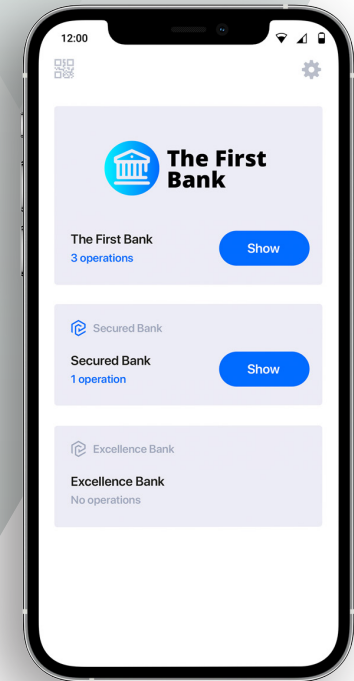 12:00
The First
Bank
The First Bank
3 operations
Show
Secured Bank
Secured Bank
1 operation
Show
Excellence Bank
Excellence Bank
No operations